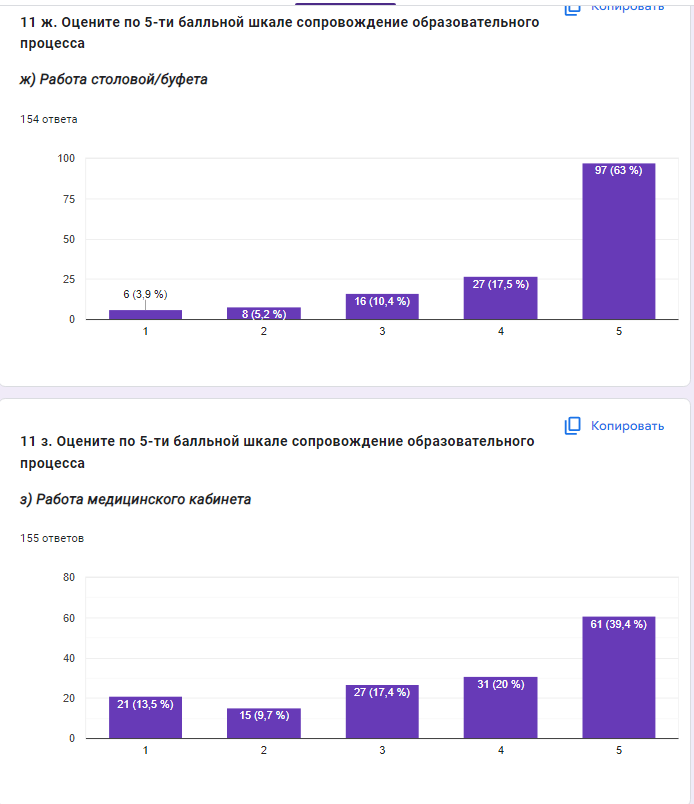 Копировать
11 ж. Оцените по 5-ти балльной шкале сопровождение образовательного
процесса
ж) Работа столовой/буфета
154 ответа
100
75
50
25
0
6 (3,9 %)
8 (5,2 %)
16 (10,4 %)
27 (17,5 %)
97 (63 %)
1 2 3 4 5
Копировать
11 з. Оцените по 5-ти балльной шкале сопровождение образовательного
процесса
з) Работа медицинского кабинета
155 ответов
80
60
40
20
0
21 (13,5 %)
15 (9,7 %)
27 (17,4 %)
31 (20 %)
61 (39,4 %)
1 2 3 4 5